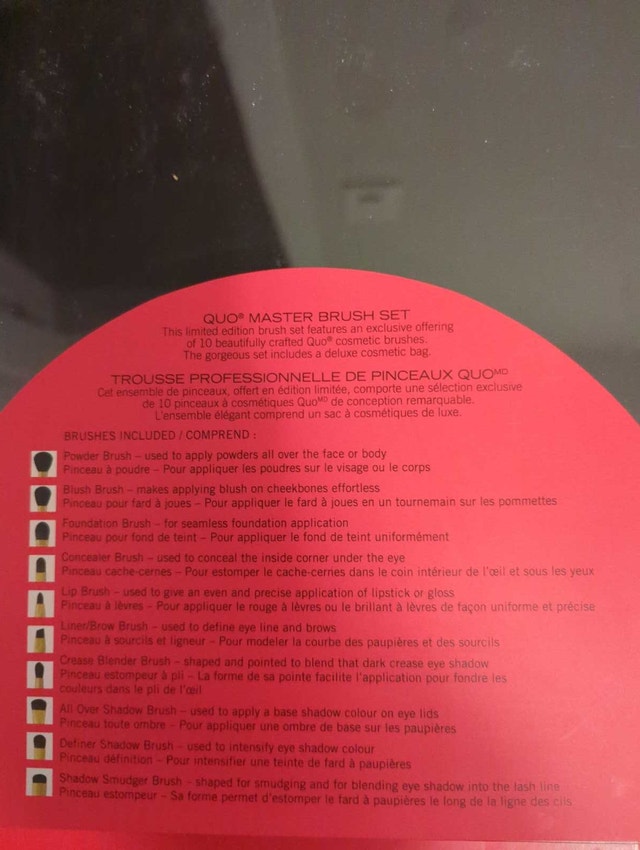 QUO® MASTER BRUSH SET
This limited edition brush set features an exclusive offering
of 10 beautifully crafted Quo® cosmetic brushes.
The gorgeous set includes a deluxe cosmetic bag.
TROUSSE PROFESSIONNELLE DE PINCEAUX QUOᴹᴰ
Cet ensemble de pinceaux, offert en édition limitée, comporte une sélection exclusive
de 10 pinceaux à cosmétiques Quoᴹᴰ de conception remarquable.
L'ensemble élégant comprend un sac à cosmétiques de luxe.
BRUSHES INCLUDED / COMPREND :
Powder Brush – used to apply powders all over the face or body
Pinceau à poudre – Pour appliquer les poudres sur le visage ou le corps
Blush Brush – makes applying blush on cheekbones effortless
Pinceau pour fard à joues – Pour appliquer le fard à joues en un tournemain sur les pommettes
Foundation Brush – for seamless foundation application
Pinceau pour fond de teint – Pour appliquer le fond de teint uniformément
Concealer Brush – used to conceal the inside corner under the eye
Pinceau cache-cernes – Pour estomper le cache-cernes dans le coin intérieur de l'œil et sous les yeux
Lip Brush – used to give an even and precise application of lipstick or gloss
Pinceau à lèvres – Pour appliquer le rouge à lèvres ou le brillant à lèvres de façon uniforme et précise
Liner/Brow Brush – used to define eye line and brows
Pinceau à sourcils et ligneur – Pour modeler la courbe des paupières et des sourcils
Crease Blender Brush – shaped and pointed to blend that dark crease eye shadow
Pinceau estompeur à pli – La forme de sa pointe facilite l'application pour fondre les
couleurs dans le pli de l'œil
All Over Shadow Brush – used to apply a base shadow colour on eye lids
Pinceau toute ombre – Pour appliquer une ombre de base sur les paupières
Definer Shadow Brush – used to intensify eye shadow colour
Pinceau définition – Pour intensifier une teinte de fard à paupières
Shadow Smudger Brush – shaped for smudging and for blending eye shadow into the lash line
Pinceau estompeur – Sa forme permet d'estomper le fard à paupières le long de la ligne des cils